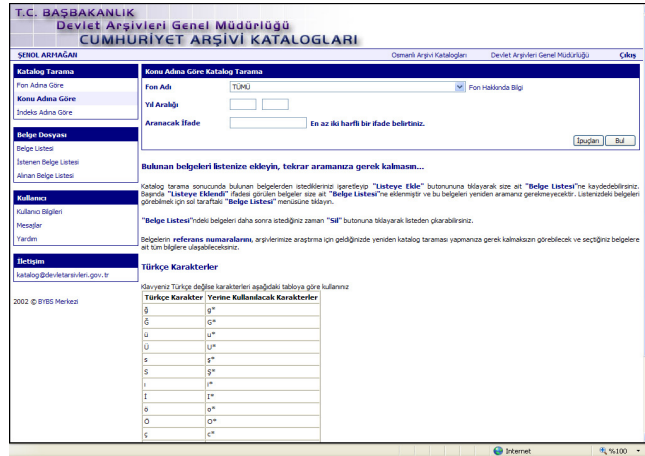 T.C. BAŞBAKANLIK
Devlet Arşivleri Genel Müdürlüğü
CUMHURİYET ARŞİVİ KATALOGLARI
ŞENOL ARMAĞAN
Osmanlı Arşivi Katalogları Devlet Arşivleri Genel Müdürlüğü Çıkış
Katalog Tarama
Fon Adına Göre
Konu Adına Göre
İndeks Adına Göre
Belge Dosyası
Belge Listesi
İstenen Belge Listesi
Alınan Belge Listesi
Kullanıcı
Kullanıcı Bilgileri
Mesajlar
Yardım
İletişim
katalog@devletarsivleri.gov.tr
2002 © BYBS Merkezi
Konu Adına Göre Katalog Tarama
Fon Adı TÜMÜ Fon Hakkında Bilgi
Yıl Aralığı
Aranacak İfade En az iki harfli bir ifade belirtiniz.
İpuçları Bul
Bulunan belgeleri listenize ekleyin, tekrar aramanıza gerek kalmasın...
Katalog tarama sonucunda bulunan belgelerden istediklerinizi işaretleyip "Listeye Ekle" butonununa tıklayarak size ait "Belge Listesi"ne kaydedebilirsiniz.
Başında "Listeye Eklendi" ifadesi görülen belgeler size ait "Belge Listesi"ne eklenmiştir ve bu belgeleri yeniden aramanız gerekmeyecektir. Listenizdeki belgeleri
görebilmek için sol taraftaki "Belge Listesi" menüsüne tıklayın.
"Belge Listesi"ndeki belgeleri daha sonra istediğiniz zaman "Sil" butonuna tıklayarak listeden çıkarabilirsiniz.
Belgelerin referans numaralarını, arşivlerimize araştırma için geldiğinizde yeniden katalog taraması yapmanıza gerek kalmaksızın görebilecek ve seçtiğiniz belgelere
ait tüm bilgilere ulaşabileceksiniz.
Türkçe Karakterler
Klavyeniz Türkçe değilse karakterleri aşağıdaki tabloya göre kullanınız
Türkçe Karakter Yerine Kullanılacak Karakterler
ğ g*
Ğ G*
ü u*
Ü U*
s ş*
S Ş*
ı i*
İ I*
ö o*
Ö O*
ç c*
Internet %100